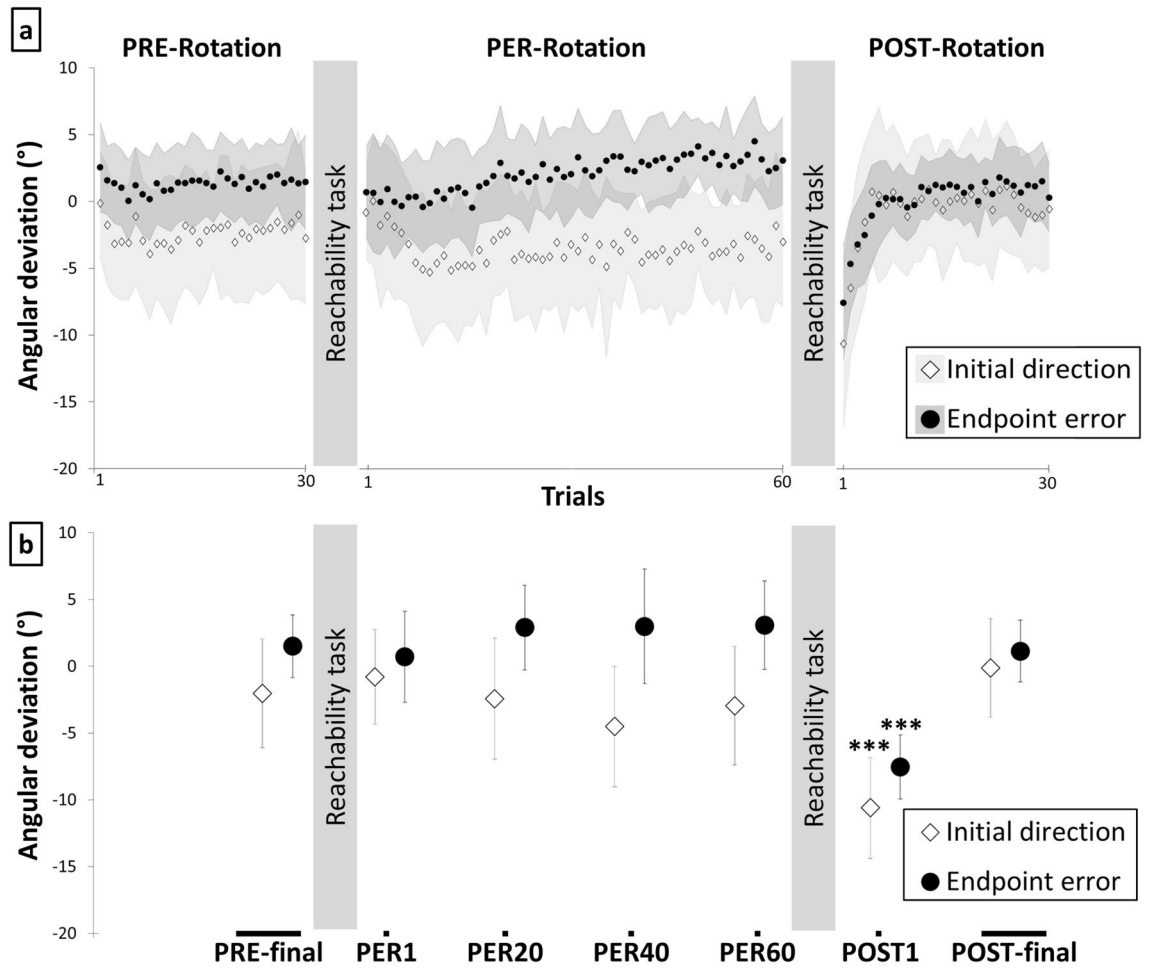 a
PRE-Rotation
PER-Rotation
POST-Rotation
Angular deviation (°)
10
5
0
-5
-10
-15
-20
Reachability task
Reachability task
Initial direction
Endpoint error
1
30
1
60
1
30
Trials
b
Angular deviation (°)
10
5
0
-5
-10
-15
-20
Reachability task
Reachability task
***
***
Initial direction
Endpoint error
PRE-final
PER1
PER20
PER40
PER60
POST1
POST-final